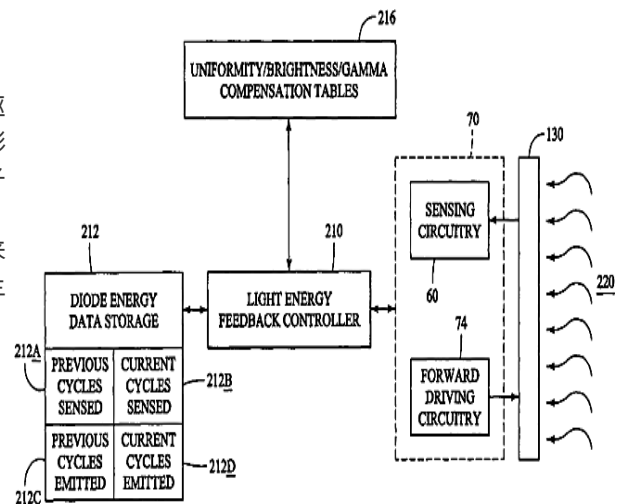 216
UNIFORMITY/BRIGHTNESS/GAMMA
COMPENSATION TABLES
70
130
SENSING
CIRCUITRY
60
212
210
DIODE ENERGY
DATA STORAGE
LIGHT ENERGY
FEEDBACK CONTROLLER
220
74
FORWARD
DRIVING
CIRCUITRY
212A
PREVIOUS
CYCLES
SENSED
CURRENT
CYCLES
SENSED
212B
PREVIOUS
CYCLES
EMITTED
CURRENT
CYCLES
EMITTED
212D
212C